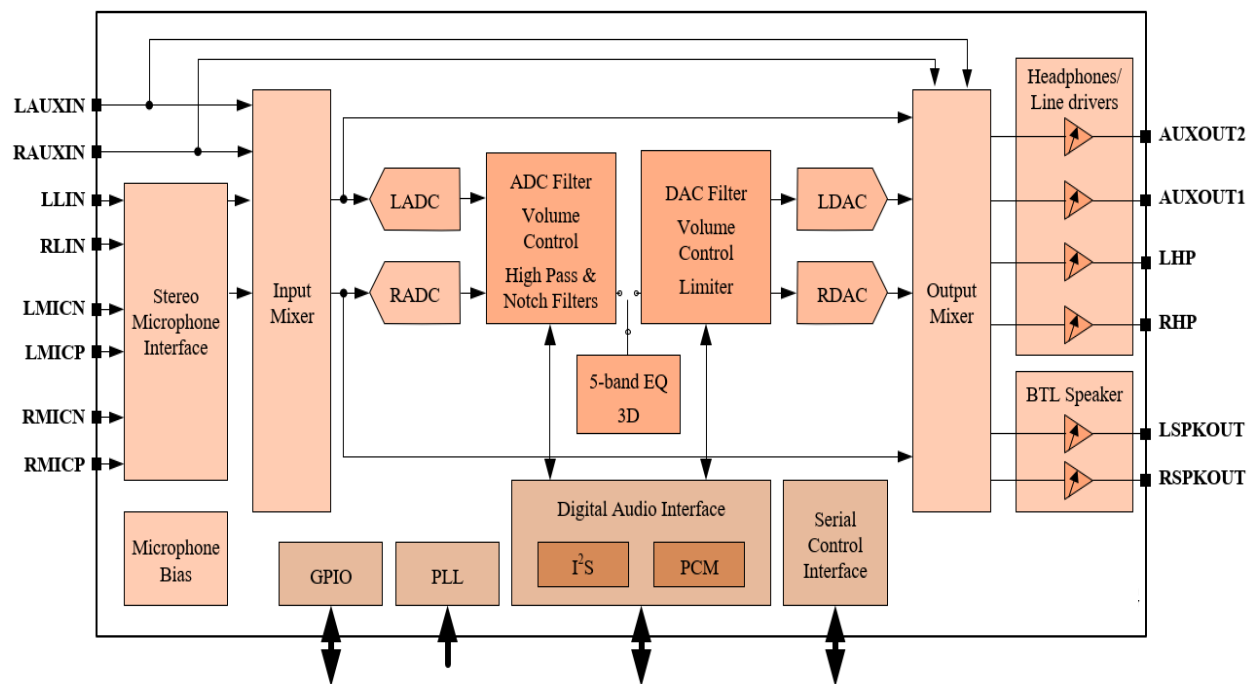 LAUXIN
RAUXIN
LLIN
RLIN
LMICN
LMICP
RMICN
RMICP
Stereo
Microphone
Interface
Microphone
Bias
Input
Mixer
LADC
RADC
ADC Filter
Volume
Control
High Pass &
Notch Filters
DAC Filter
Volume
Control
Limiter
5-band EQ
3D
LDAC
RDAC
Output
Mixer
Headphones/
Line drivers
BTL Speaker
AUXOUT2
AUXOUT1
LHP
RHP
LSPKOUT
RSPKOUT
GPIO
PLL
Digital Audio Interface
I²S
PCM
Serial
Control
Interface